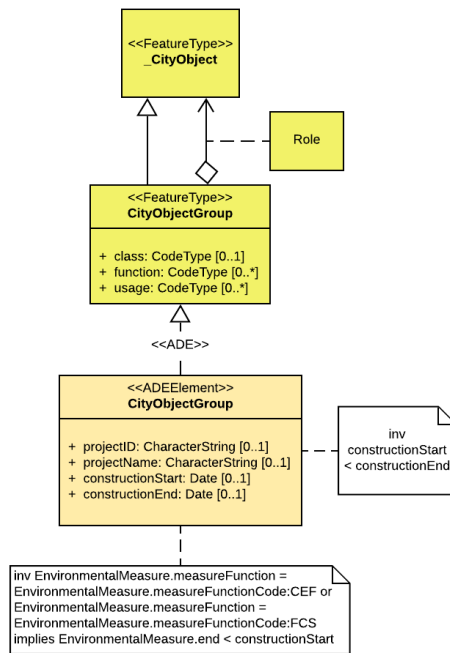 <<FeatureType>>
_CityObject
Role
<<FeatureType>>
CityObjectGroup
+ class: CodeType [0..1]
+ function: CodeType [0..*]
+ usage: CodeType [0..*]
<<ADE>>
<<ADEElement>>
CityObjectGroup
+ projectID: CharacterString [0..1]
+ projectName: CharacterString [0..1]
+ constructionStart: Date [0..1]
+ constructionEnd: Date [0..1]
inv
constructionStart
< constructionEnd
inv EnvironmentalMeasure.measureFunction =
EnvironmentalMeasure.measureFunctionCode:CEF or
EnvironmentalMeasure.measureFunction =
EnvironmentalMeasure.measureFunctionCode:FCS
implies EnvironmentalMeasure.end < constructionStart